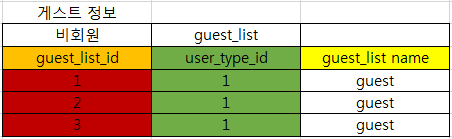 게스트 정보
비회원 guest_list
guest_list_id user_type_id guest_list name
1 1 guest
2 1 guest
3 1 guest